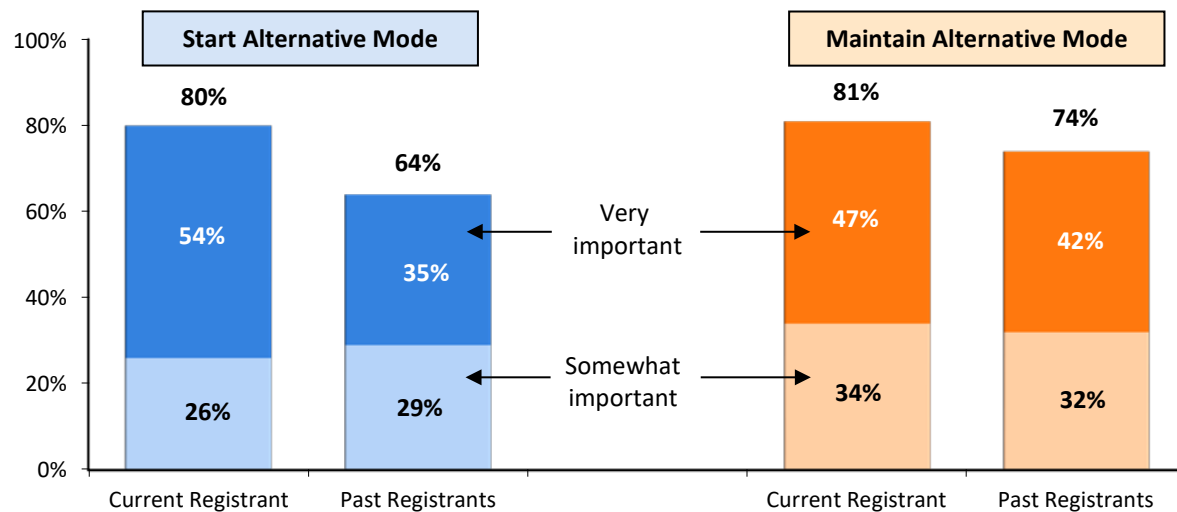 Start Alternative Mode
Maintain Alternative Mode
100%
80%
60%
40%
20%
0%
80%
54%
26%
64%
35%
29%
Very
important
Somewhat
important
81%
47%
34%
74%
42%
32%
Current Registrant
Past Registrants
Current Registrant
Past Registrants